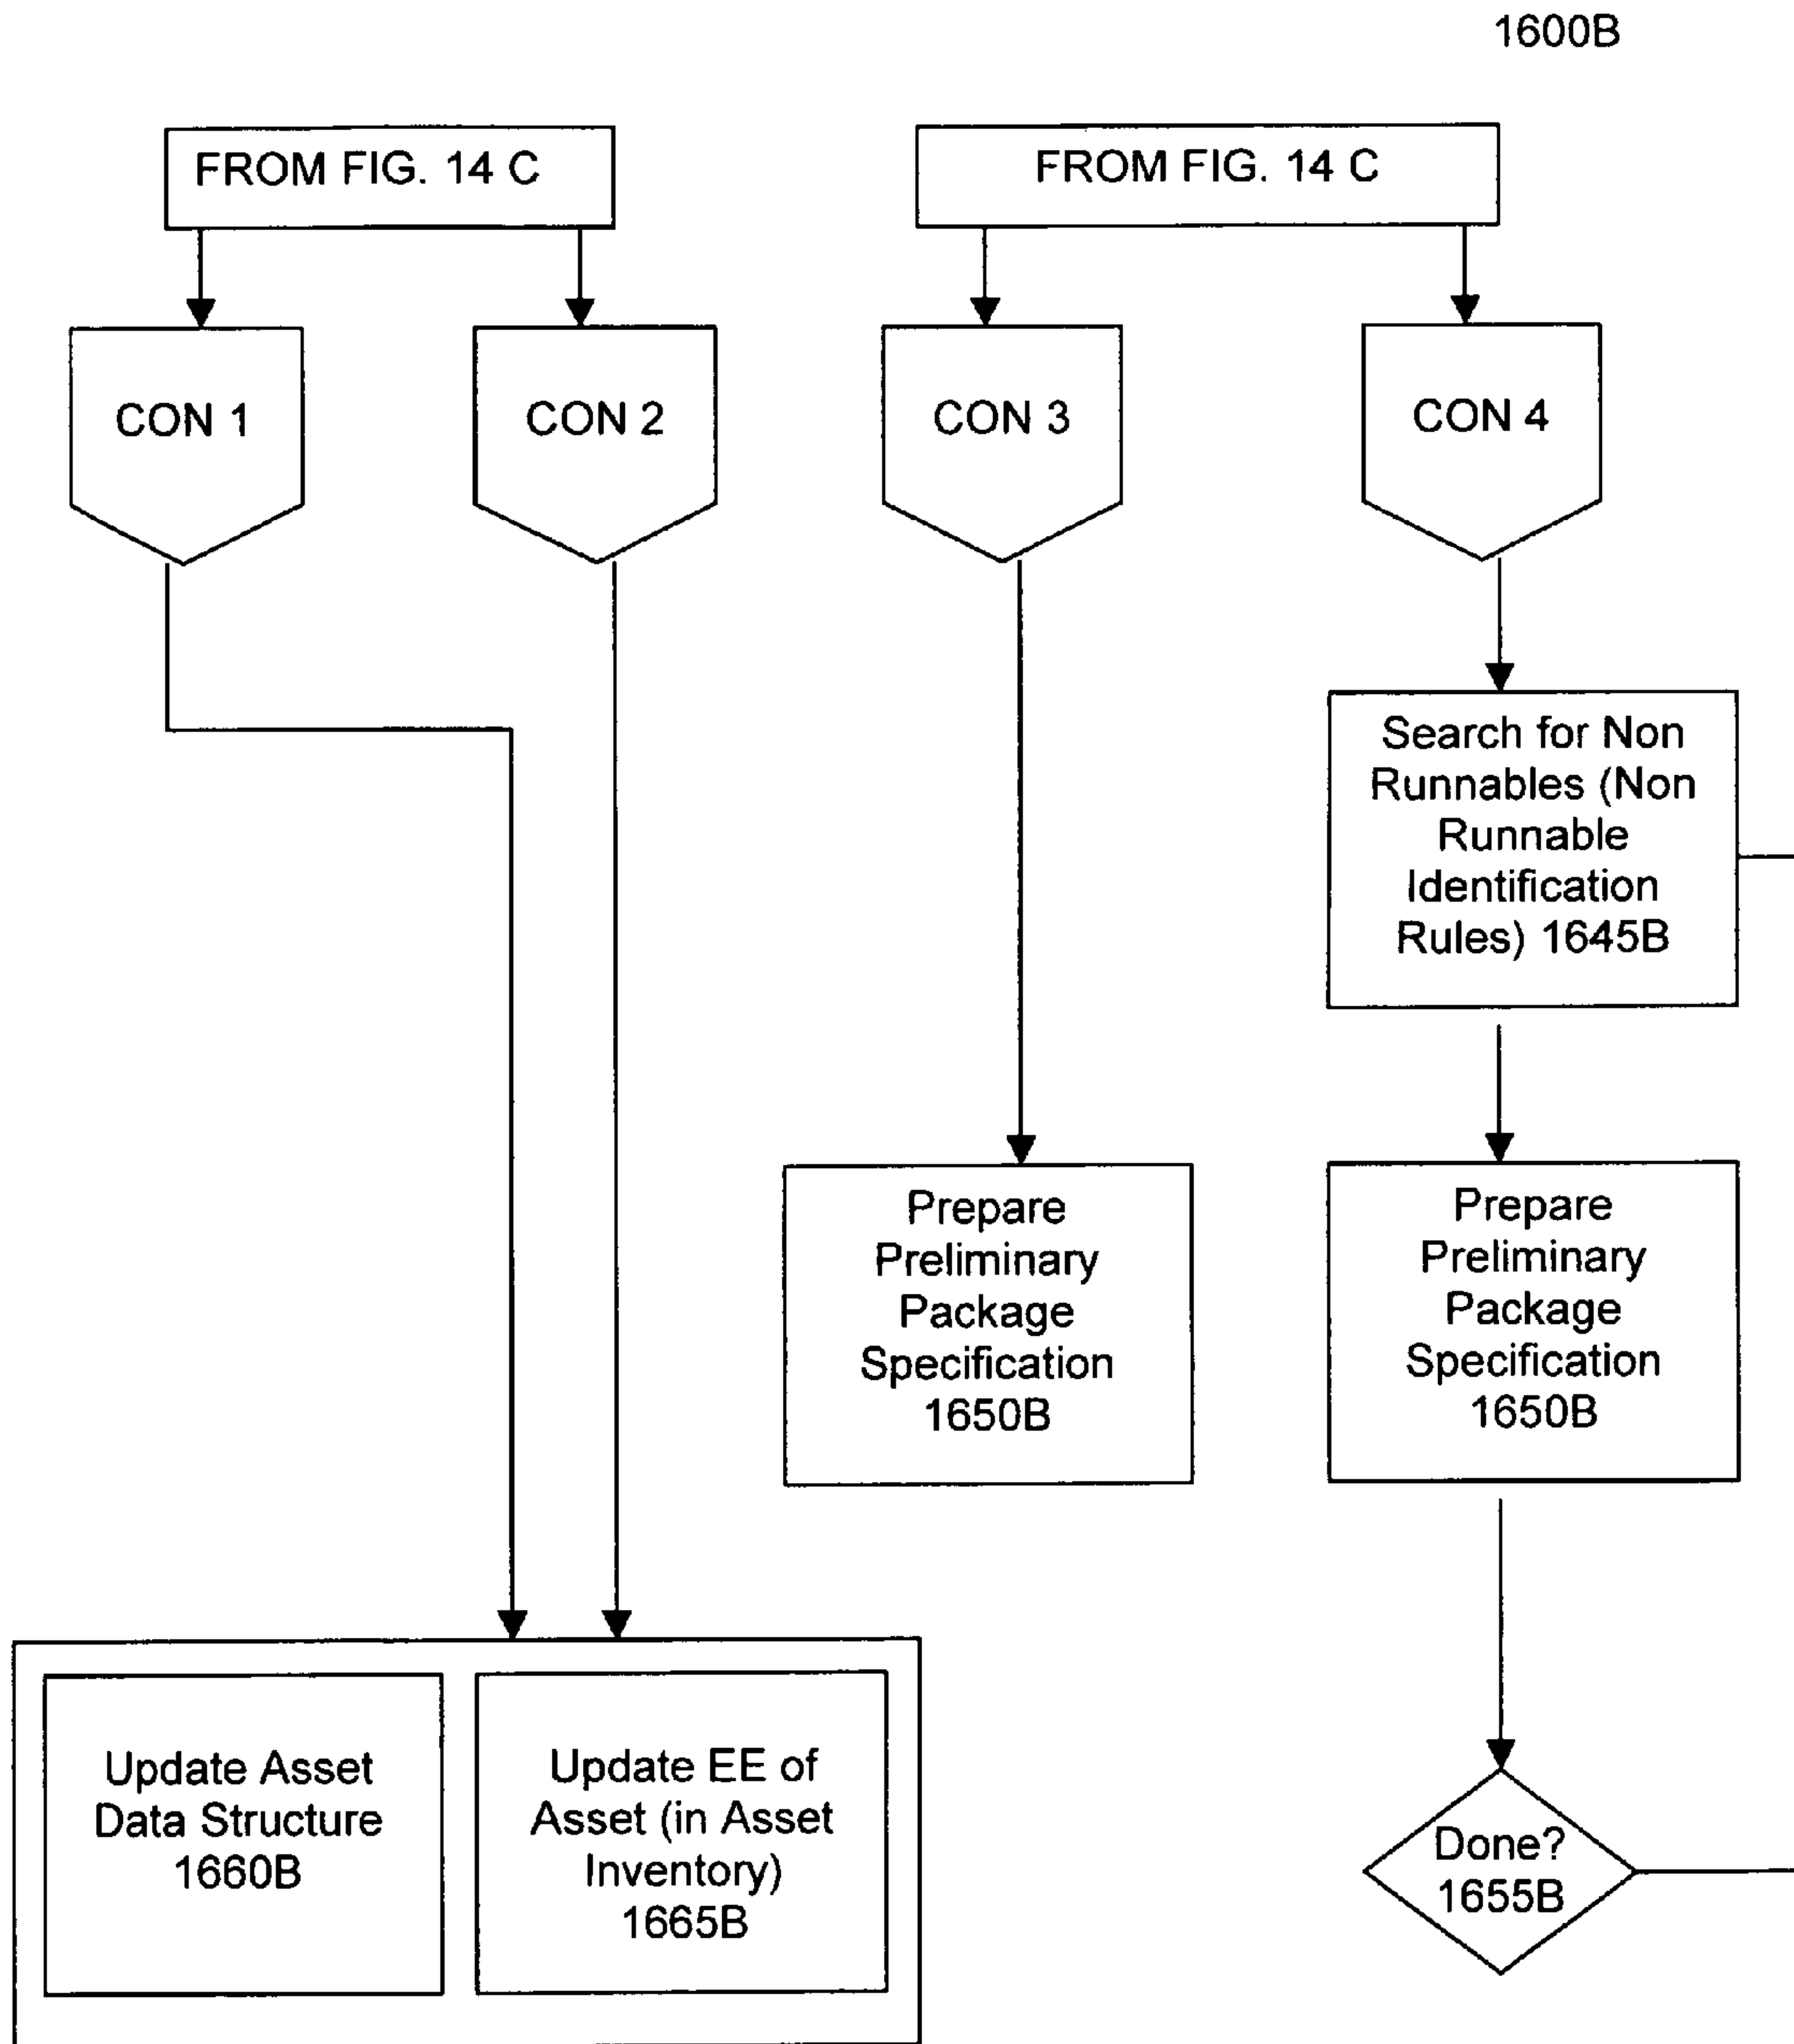 1600B
FROM FIG. 14 C
FROM FIG. 14 C
CON 1
CON 2
CON 3
CON 4
Search for Non
Runnables (Non
Runnable
Identification
Rules) 1645B
Prepare
Preliminary
Package
Specification
1650B
Prepare
Preliminary
Package
Specification
1650B
Update Asset
Data Structure
1660B
Update EE of
Asset (in Asset
Inventory)
1665B
Done?
1655B